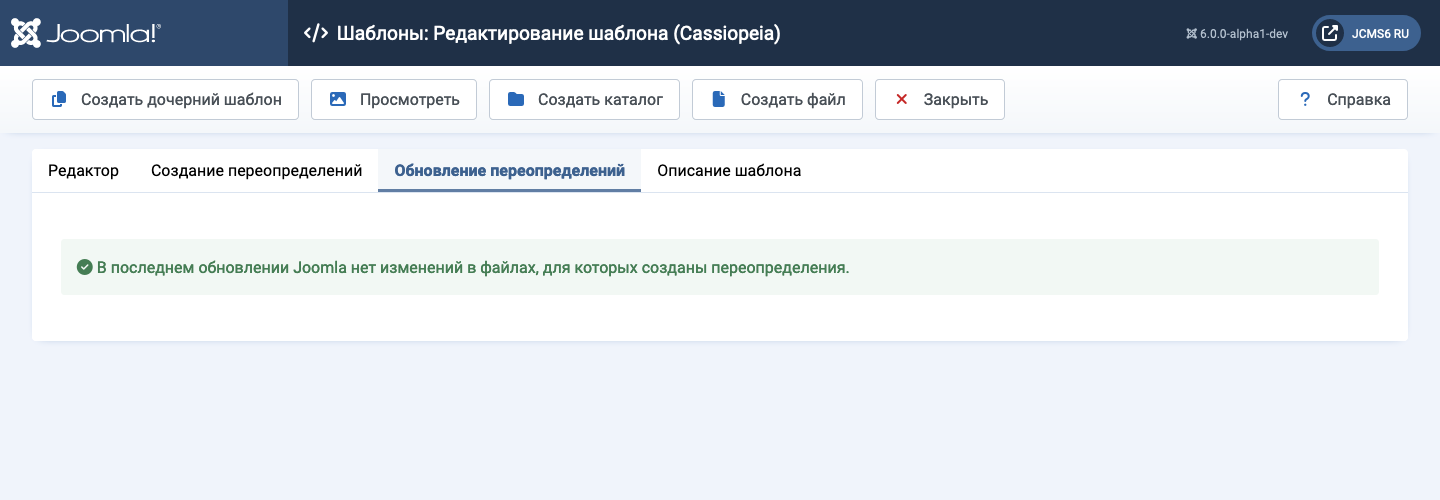 Joomla!® Шаблоны: Редактирование шаблона (Cassiopeia) 6.0.0-alpha1-dev JCMS6 RU
Создать дочерний шаблон Просмотреть Создать каталог Создать файл Закрыть ? Справка
Редактор Создание переопределений Обновление переопределений Описание шаблона
В последнем обновлении Joomla нет изменений в файлах, для которых созданы переопределения.